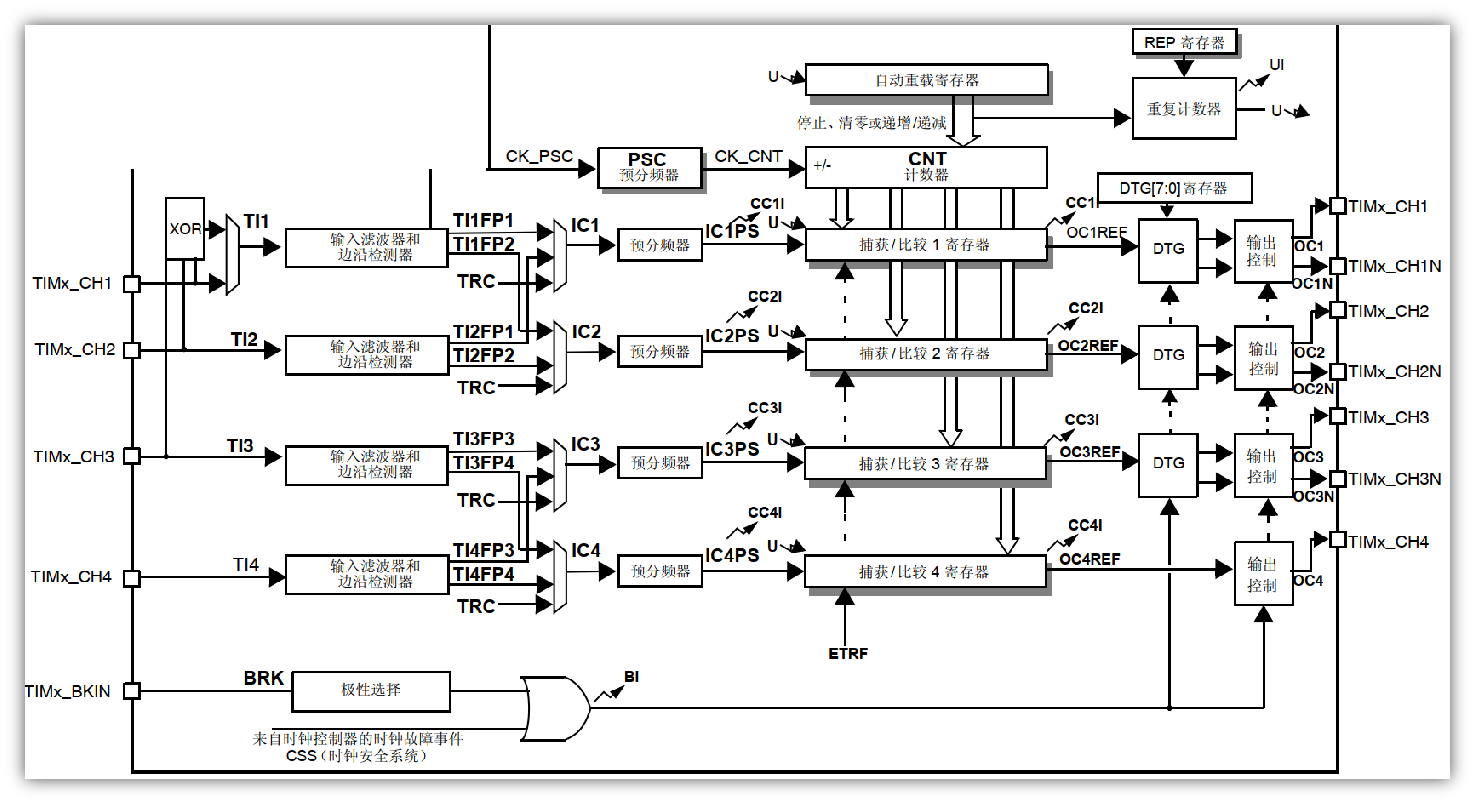 REP 寄存器
UI
U
自动重载寄存器
重复计数器
U
停止、清零或递增/递减
CK_PSC
PSC
预分频器
CK_CNT
+/-
CNT
计数器
DTG[7:0]寄存器
XOR
TI1
TIMx_CH1
输入滤波器和
边沿检测器
TI1FP1
TI1FP2
TRC
IC1
预分频器
IC1PS
CC1I
U
捕获/比较 1 寄存器
CC1I
OC1REF
DTG
输出
控制
OC1
OC1N
TIMx_CH1
TIMx_CH1N
TIMx_CH2
TI2
输入滤波器和
边沿检测器
TI2FP1
TI2FP2
TRC
IC2
预分频器
IC2PS
CC2I
U
捕获/比较 2 寄存器
CC2I
OC2REF
DTG
输出
控制
OC2
OC2N
TIMx_CH2
TIMx_CH2N
TIMx_CH3
TI3
输入滤波器和
边沿检测器
TI3FP3
TI3FP4
TRC
IC3
预分频器
IC3PS
CC3I
U
捕获/比较 3 寄存器
CC3I
OC3REF
DTG
输出
控制
OC3
OC3N
TIMx_CH3
TIMx_CH3N
TIMx_CH4
TI4
输入滤波器和
边沿检测器
TI4FP3
TI4FP4
TRC
IC4
预分频器
IC4PS
CC4I
U
捕获/比较 4 寄存器
CC4I
OC4REF
输出
控制
OC4
TIMx_CH4
ETRF
TIMx_BKIN
BRK
极性选择
BI
来自时钟控制器的时钟故障事件
CSS（时钟安全系统）